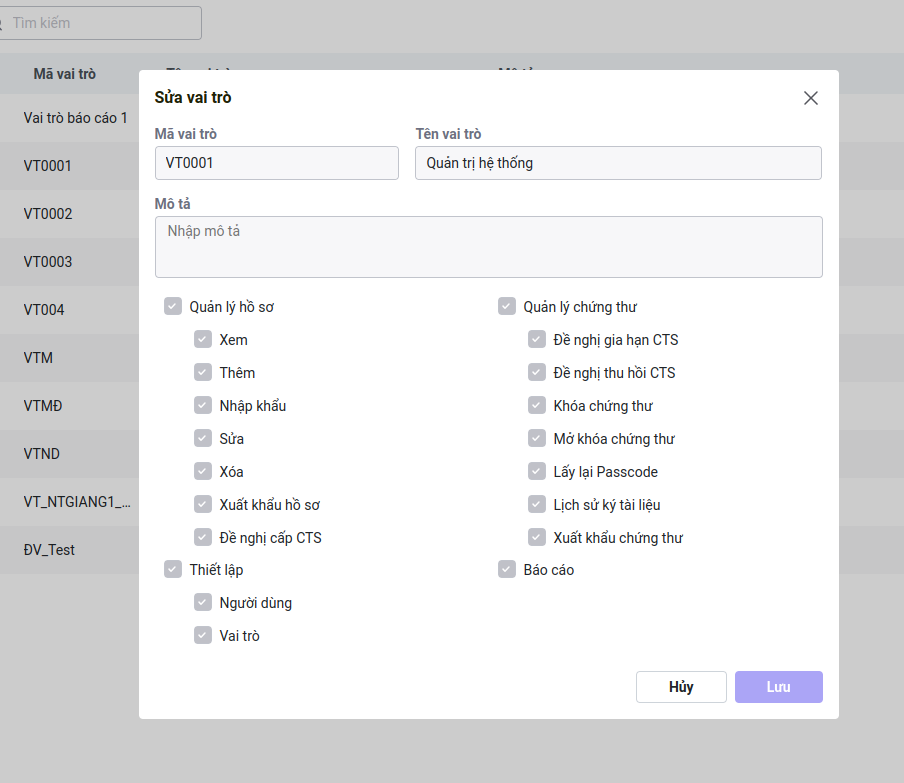 Tìm kiếm
Mã vai trò
Vai trò báo cáo 1
VT0001
VT0002
VT0003
VT004
VTM
VTMĐ
VTND
VT_NTGIANG1_...
ĐV_Test
Sửa vai trò
Mã vai trò
Tên vai trò
VT0001
Quản trị hệ thống
Mô tả
Nhập mô tả
Quản lý hồ sơ
Xem
Thêm
Nhập khẩu
Sửa
Xóa
Xuất khẩu hồ sơ
Đề nghị cấp CTS
Thiết lập
Người dùng
Vai trò
Quản lý chứng thư
Đề nghị gia hạn CTS
Đề nghị thu hồi CTS
Khóa chứng thư
Mở khóa chứng thư
Lấy lại Passcode
Lịch sử ký tài liệu
Xuất khẩu chứng thư
Báo cáo
Hủy
Lưu